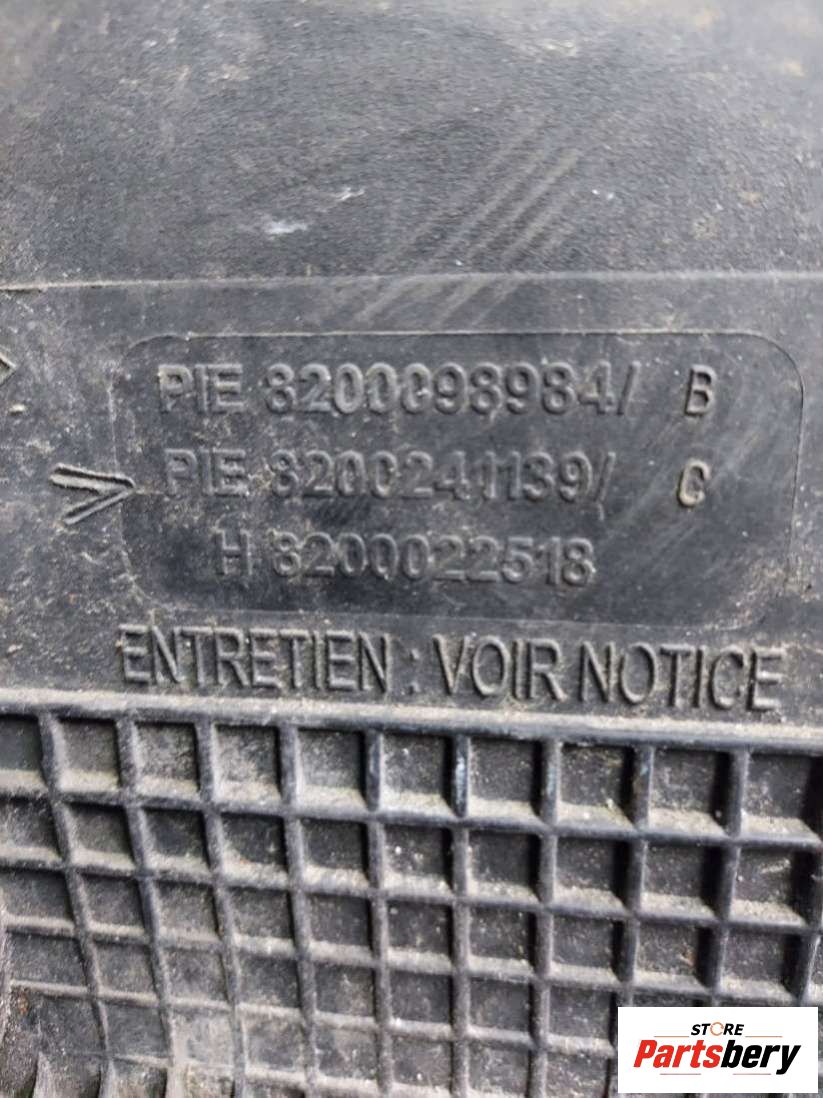 PIE 8200098984/ B
PIE 8200241139/ C
H 8200022518
ENTRETIEN : VOIR NOTICE
STORE
Partsbery